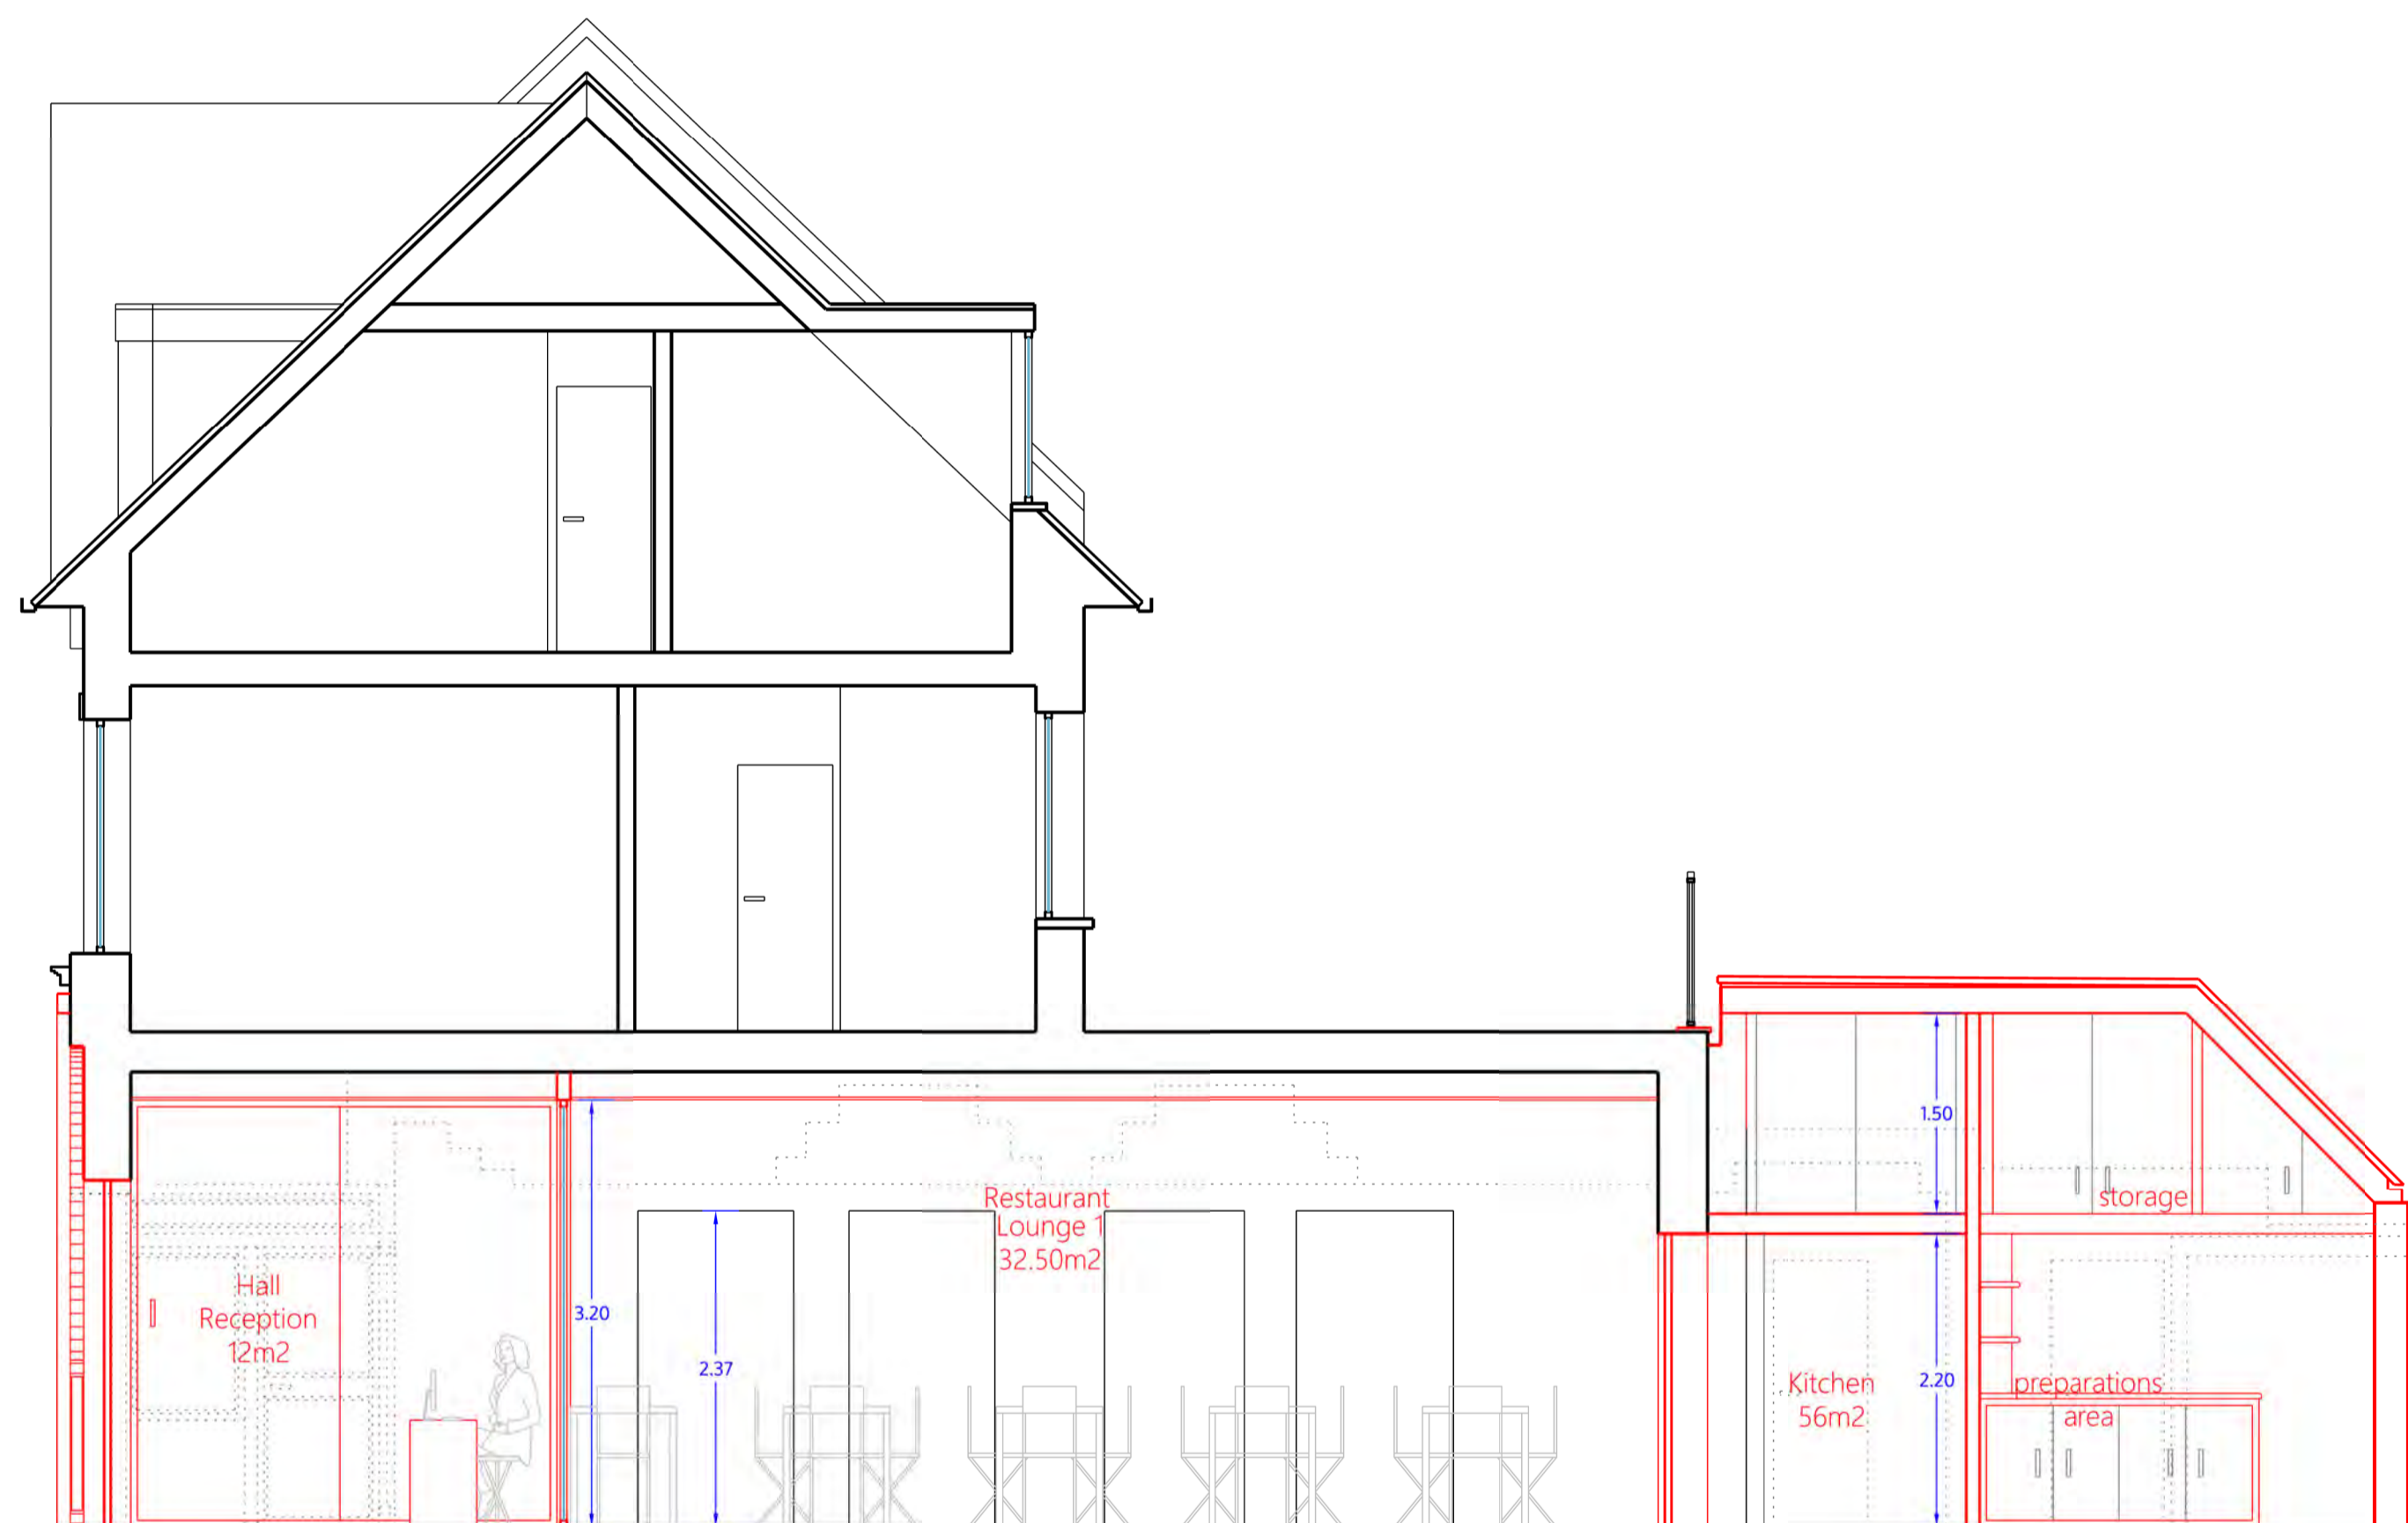 1.50
storage
Restaurant
Lounge 1
32.50m2
Hall
Reception
12m2
3.20
2.37
Kitchen
56m2
2.20
preparations
area